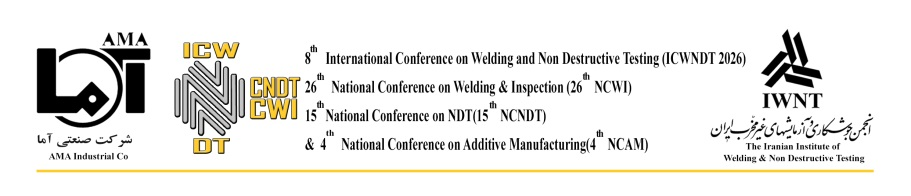 AMA
آما
شرکت صنعتی آما
AMA Industrial Co
ICW
CNDT
CWI
DT
8th International Conference on Welding and Non Destructive Testing (ICWNDT 2026)
26th National Conference on Welding & Inspection (26th NCWI)
15th National Conference on NDT(15th NCNDT)
& 4th National Conference on Additive Manufacturing(4th NCAM)
IWNT
انجمن جوشکاری و آزمایشهای غیرمخرب ایران
The Iranian Institute of
Welding & Non Destructive Testing